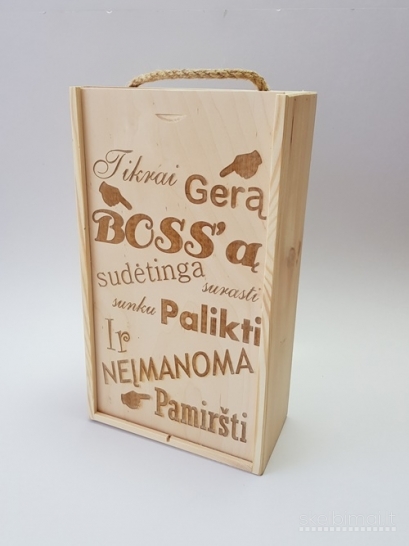 Tikrai Gerą
BOSS'ą
sudėtinga
surasti
sunku Palikti
Ir
NEĮMANOMA
Pamiršti